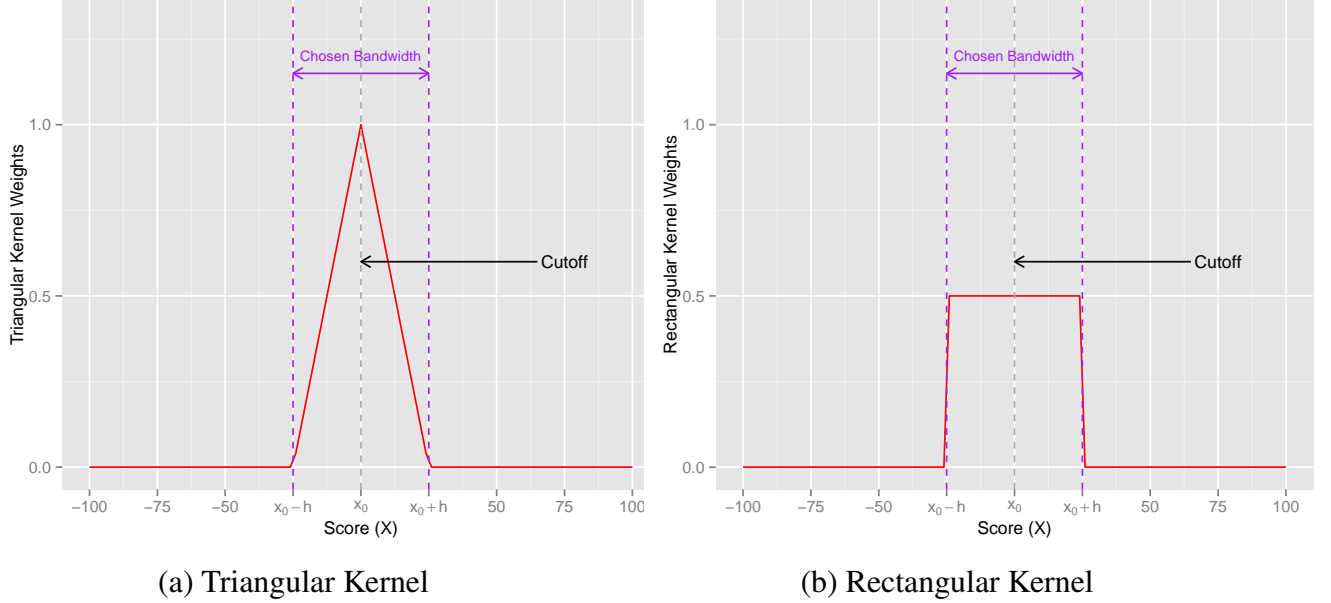 Chosen Bandwidth
Cutoff
Triangular Kernel Weights
1.0
0.5
0.0
−100
−75
−50
x₀ − h
x₀
x₀ + h
50
75
100
Score (X)
(a) Triangular Kernel
Chosen Bandwidth
Cutoff
Rectangular Kernel Weights
1.0
0.5
0.0
−100
−75
−50
x₀ − h
x₀
x₀ + h
50
75
100
Score (X)
(b) Rectangular Kernel